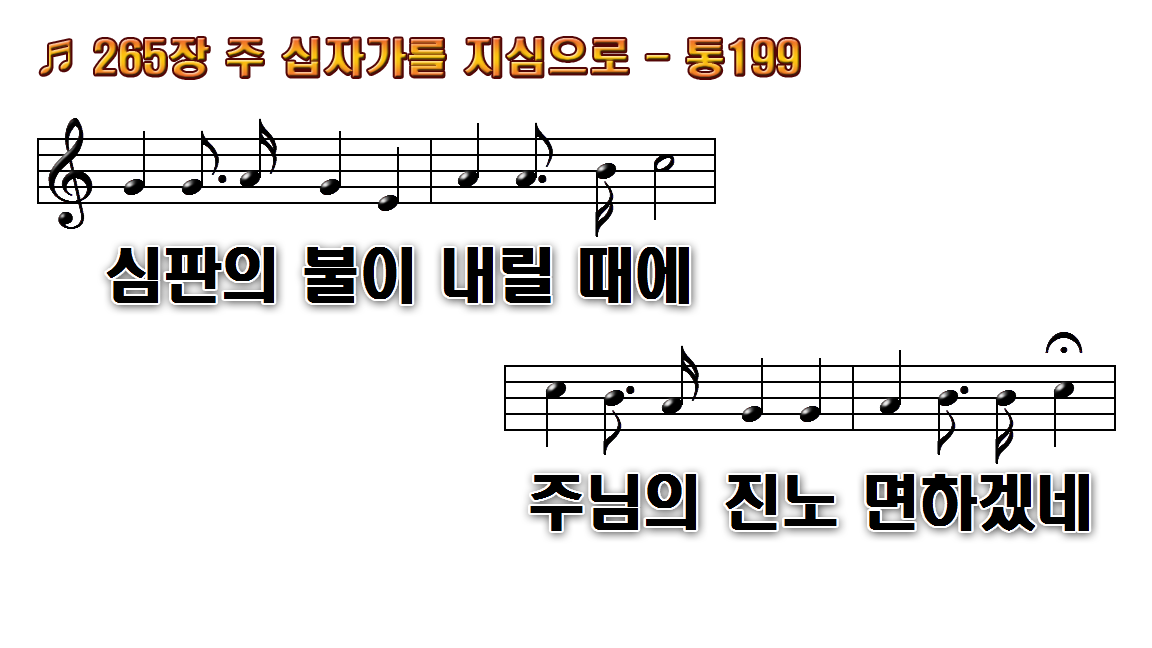 ♬ 265장 주 십자가를 지심으로 - 통199
심판의 불이 내릴 때에
주님의 진노 면하겠네